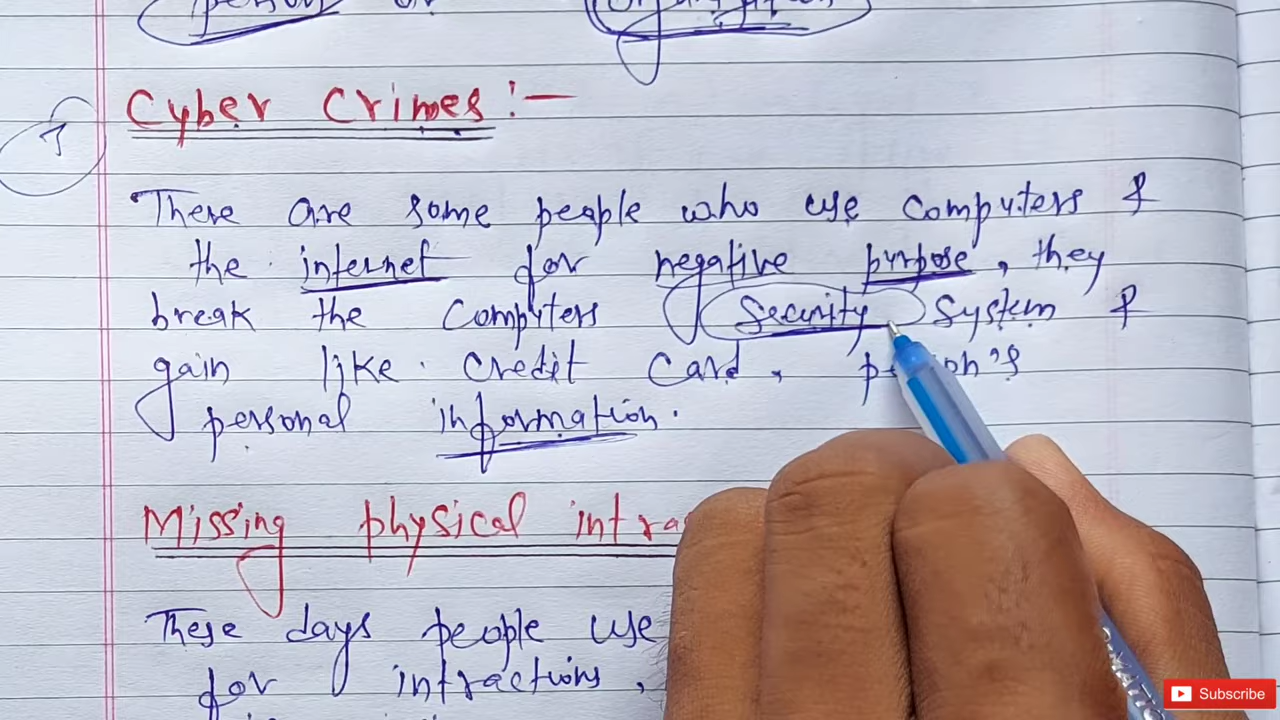 person or
Cyber Crimes :-
There are some people who use computers &
the internet for negative purpose, they
break the computers security system &
gain like credit card,
personal information.
Missing physical
These days people use
for intractions,
Subscribe